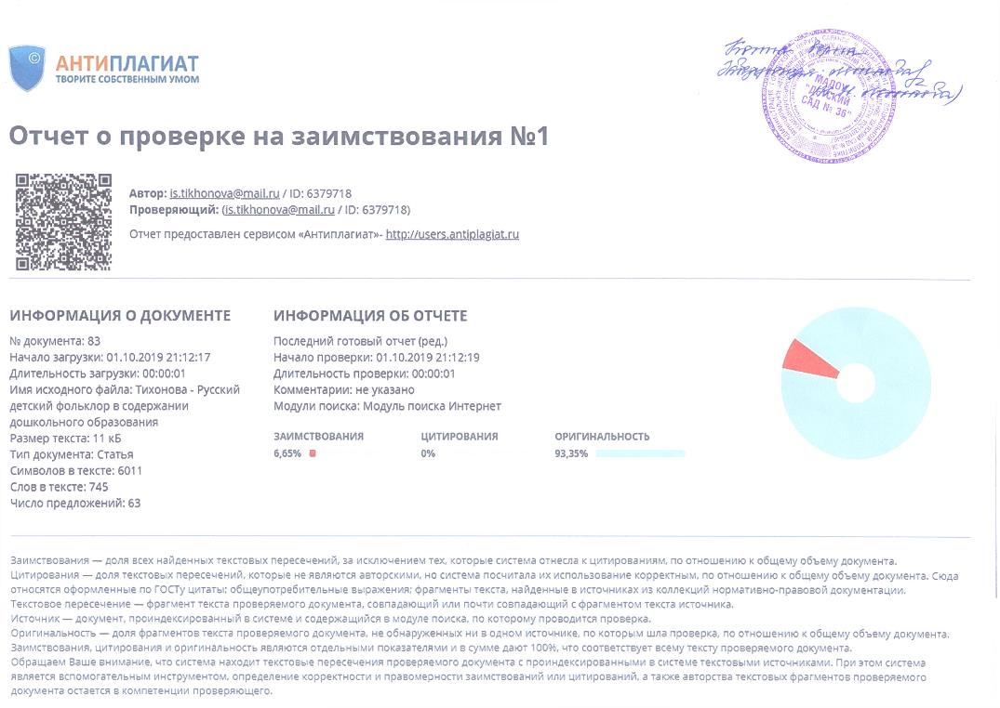 © АНТИПЛАГИАТ
ТВОРИТЕ СОБСТВЕННЫМ УМОМ
Копия верна
МАДОУ
"ДЕТСКИЙ
САД № 36"
Отчет о проверке на заимствования №1
Автор: is.tikhonova@mail.ru / ID: 6379718
Проверяющий: (is.tikhonova@mail.ru / ID: 6379718)
Отчет предоставлен сервисом «Антиплагиат»- http://users.antiplagiat.ru
ИНФОРМАЦИЯ О ДОКУМЕНТЕ
№ документа: 83
Начало загрузки: 01.10.2019 21:12:17
Длительность загрузки: 00:00:01
Имя исходного файла: Тихонова - Русский
детский фольклор в содержании
дошкольного образования
Размер текста: 11 кБ
Тип документа: Статья
Символов в тексте: 6011
Слов в тексте: 745
Число предложений: 63
ИНФОРМАЦИЯ ОБ ОТЧЕТЕ
Последний готовый отчет (ред.)
Начало проверки: 01.10.2019 21:12:19
Длительность проверки: 00:00:01
Комментарии: не указано
Модули поиска: Модуль поиска Интернет
ЗАИМСТВОВАНИЯ ЦИТИРОВАНИЯ ОРИГИНАЛЬНОСТЬ
6,65% 0% 93,35%
Заимствования — доля всех найденных текстовых пересечений, за исключением тех, которые система отнесла к цитированиям, по отношению к общему объему документа.
Цитирования — доля текстовых пересечений, которые не являются авторскими, но система посчитала их использование корректным, по отношению к общему объему документа. Сюда
относятся оформленные по ГОСТу цитаты; общеупотребительные выражения; фрагменты текста, найденные в источниках из коллекций нормативно-правовой документации.
Текстовое пересечение — фрагмент текста проверяемого документа, совпадающий или почти совпадающий с фрагментом текста источника.
Источник — документ, проиндексированный в системе и содержащийся в модуле поиска, по которому проводится проверка.
Оригинальность — доля фрагментов текста проверяемого документа, не обнаруженных ни в одном источнике, по которым шла проверка, по отношению к общему объему документа.
Заимствования, цитирования и оригинальность являются отдельными показателями и в сумме дают 100%, что соответствует всему тексту проверяемого документа.
Обращаем Ваше внимание, что система находит текстовые пересечения проверяемого документа с проиндексированными в системе текстовыми источниками. При этом система
является вспомогательным инструментом, определение корректности и правомерности заимствований или цитирований, а также авторства текстовых фрагментов проверяемого
документа остается в компетенции проверяющего.